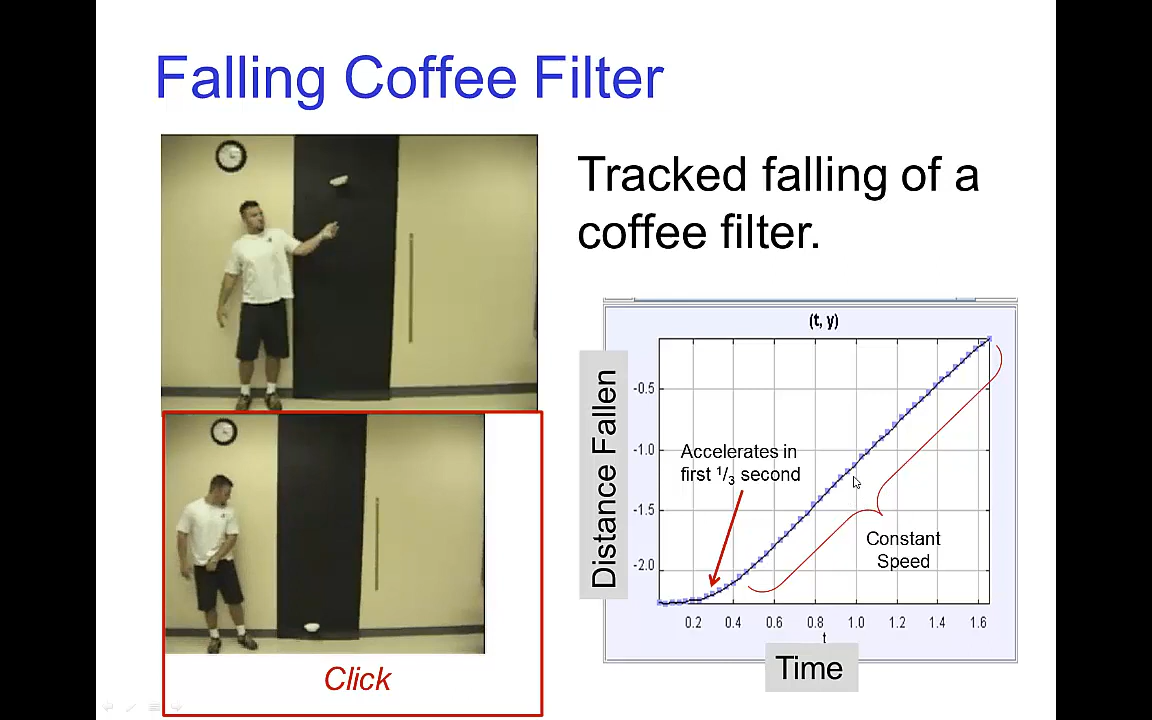 Falling Coffee Filter
Tracked falling of a
coffee filter.
(t, y)
Distance Fallen
-0.5
-1.0
-1.5
-2.0
Accelerates in
first 1/3 second
Constant
Speed
0.2 0.4 0.6 0.8 1.0 1.2 1.4 1.6
t
Time
Click